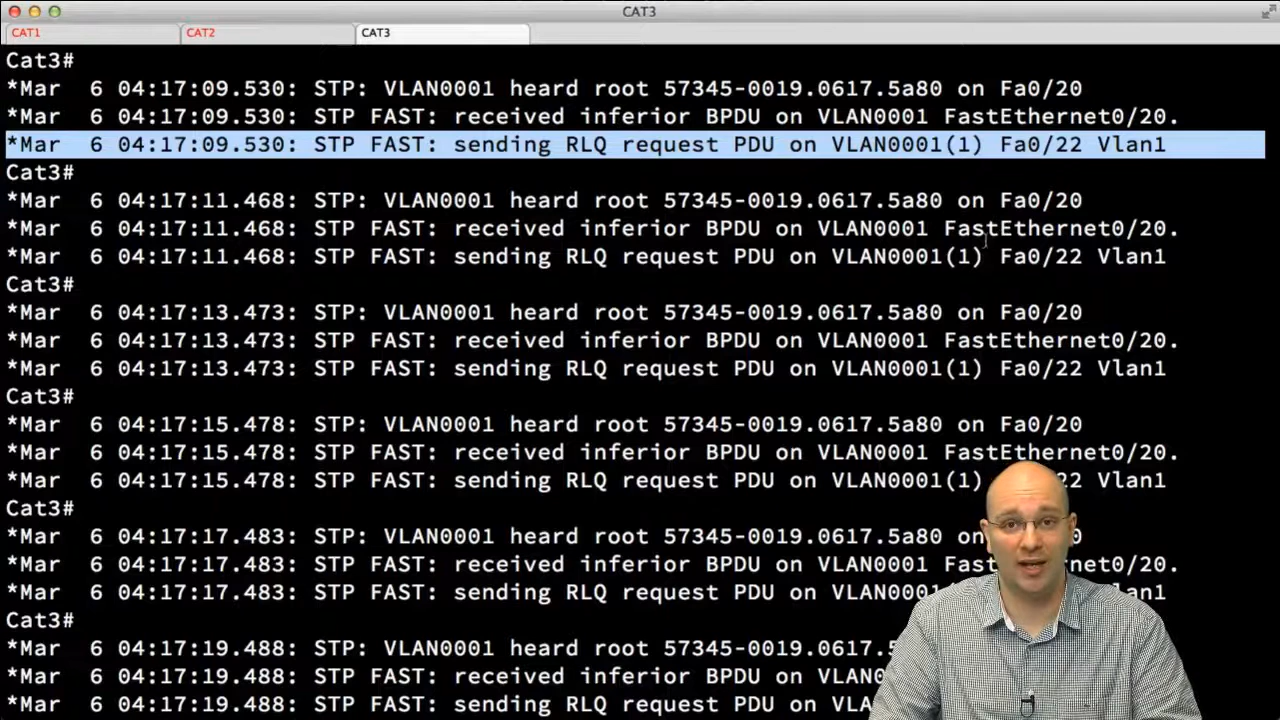 CAT3
CAT1 CAT2 CAT3
Cat3#
*Mar  6 04:17:09.530: STP: VLAN0001 heard root 57345-0019.0617.5a80 on Fa0/20
*Mar  6 04:17:09.530: STP FAST: received inferior BPDU on VLAN0001 FastEthernet0/20.
*Mar  6 04:17:09.530: STP FAST: sending RLQ request PDU on VLAN0001(1) Fa0/22 Vlan1
Cat3#
*Mar  6 04:17:11.468: STP: VLAN0001 heard root 57345-0019.0617.5a80 on Fa0/20
*Mar  6 04:17:11.468: STP FAST: received inferior BPDU on VLAN0001 FastEthernet0/20.
*Mar  6 04:17:11.468: STP FAST: sending RLQ request PDU on VLAN0001(1) Fa0/22 Vlan1
Cat3#
*Mar  6 04:17:13.473: STP: VLAN0001 heard root 57345-0019.0617.5a80 on Fa0/20
*Mar  6 04:17:13.473: STP FAST: received inferior BPDU on VLAN0001 FastEthernet0/20.
*Mar  6 04:17:13.473: STP FAST: sending RLQ request PDU on VLAN0001(1) Fa0/22 Vlan1
Cat3#
*Mar  6 04:17:15.478: STP: VLAN0001 heard root 57345-0019.0617.5a80 on Fa0/20
*Mar  6 04:17:15.478: STP FAST: received inferior BPDU on VLAN0001 FastEthernet0/20.
*Mar  6 04:17:15.478: STP FAST: sending RLQ request PDU on VLAN0001(1) 22 Vlan1
Cat3#
*Mar  6 04:17:17.483: STP: VLAN0001 heard root 57345-0019.0617.5a80
*Mar  6 04:17:17.483: STP FAST: received inferior BPDU on VLAN0001 0/20.
*Mar  6 04:17:17.483: STP FAST: sending RLQ request PDU on VLAN0001
Cat3#
*Mar  6 04:17:19.488: STP: VLAN0001 heard root 57345-0019.0617.5
*Mar  6 04:17:19.488: STP FAST: received inferior BPDU on
*Mar  6 04:17:19.488: STP FAST: sending RLQ request PDU on